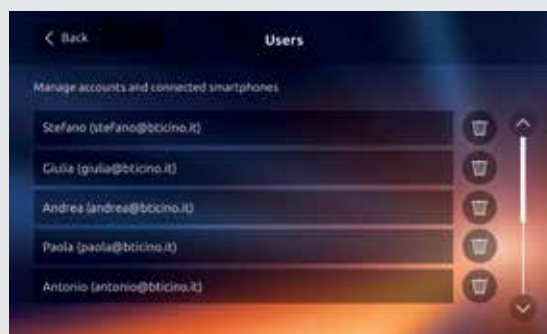 Back
Users
Manage accounts and connected smartphones
Stefano (stefano@bticino.it)
Giulia (giulia@bticino.it)
Andrea (andrea@bticino.it)
Paola (paola@bticino.it)
Antonio (antonio@bticino.it)